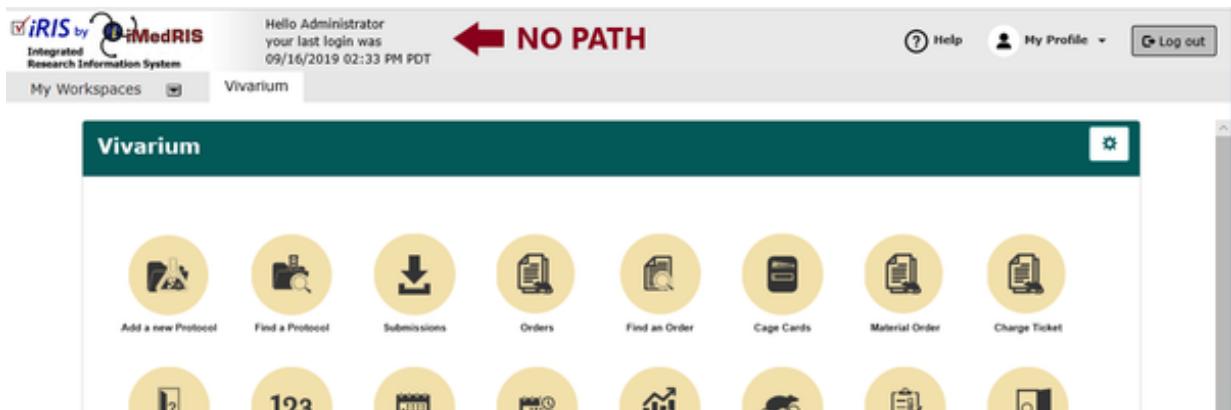 iRIS by iMedRIS
Integrated
Research Information System
Hello Administrator
your last login was
09/16/2019 02:33 PM PDT
NO PATH
? Help
My Profile
Log out
My Workspaces
Vivarium
Vivarium
Add a new Protocol
Find a Protocol
Submissions
Orders
Find an Order
Cage Cards
Material Order
Charge Ticket
?
123